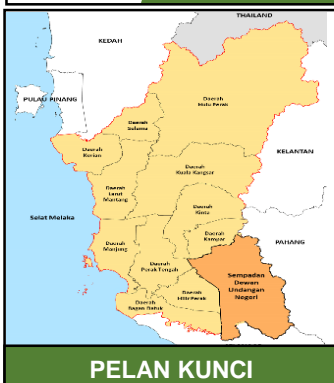 THAILAND
KEDAH
PULAU PINANG
Daerah
Hulu Perak
Daerah
Selama
Daerah
Kerian
KELANTAN
Daerah
Kuala Kangsar
Daerah
Larut
Matang
Daerah
Kinta
Selat Melaka
Daerah
Kampar
Daerah
Manjung
PAHANG
Daerah
Perak Tengah
Sempadan
Dewan
Undangan
Negeri
Daerah
Hilir Perak
Daerah
Bagan Datuk
PELAN KUNCI